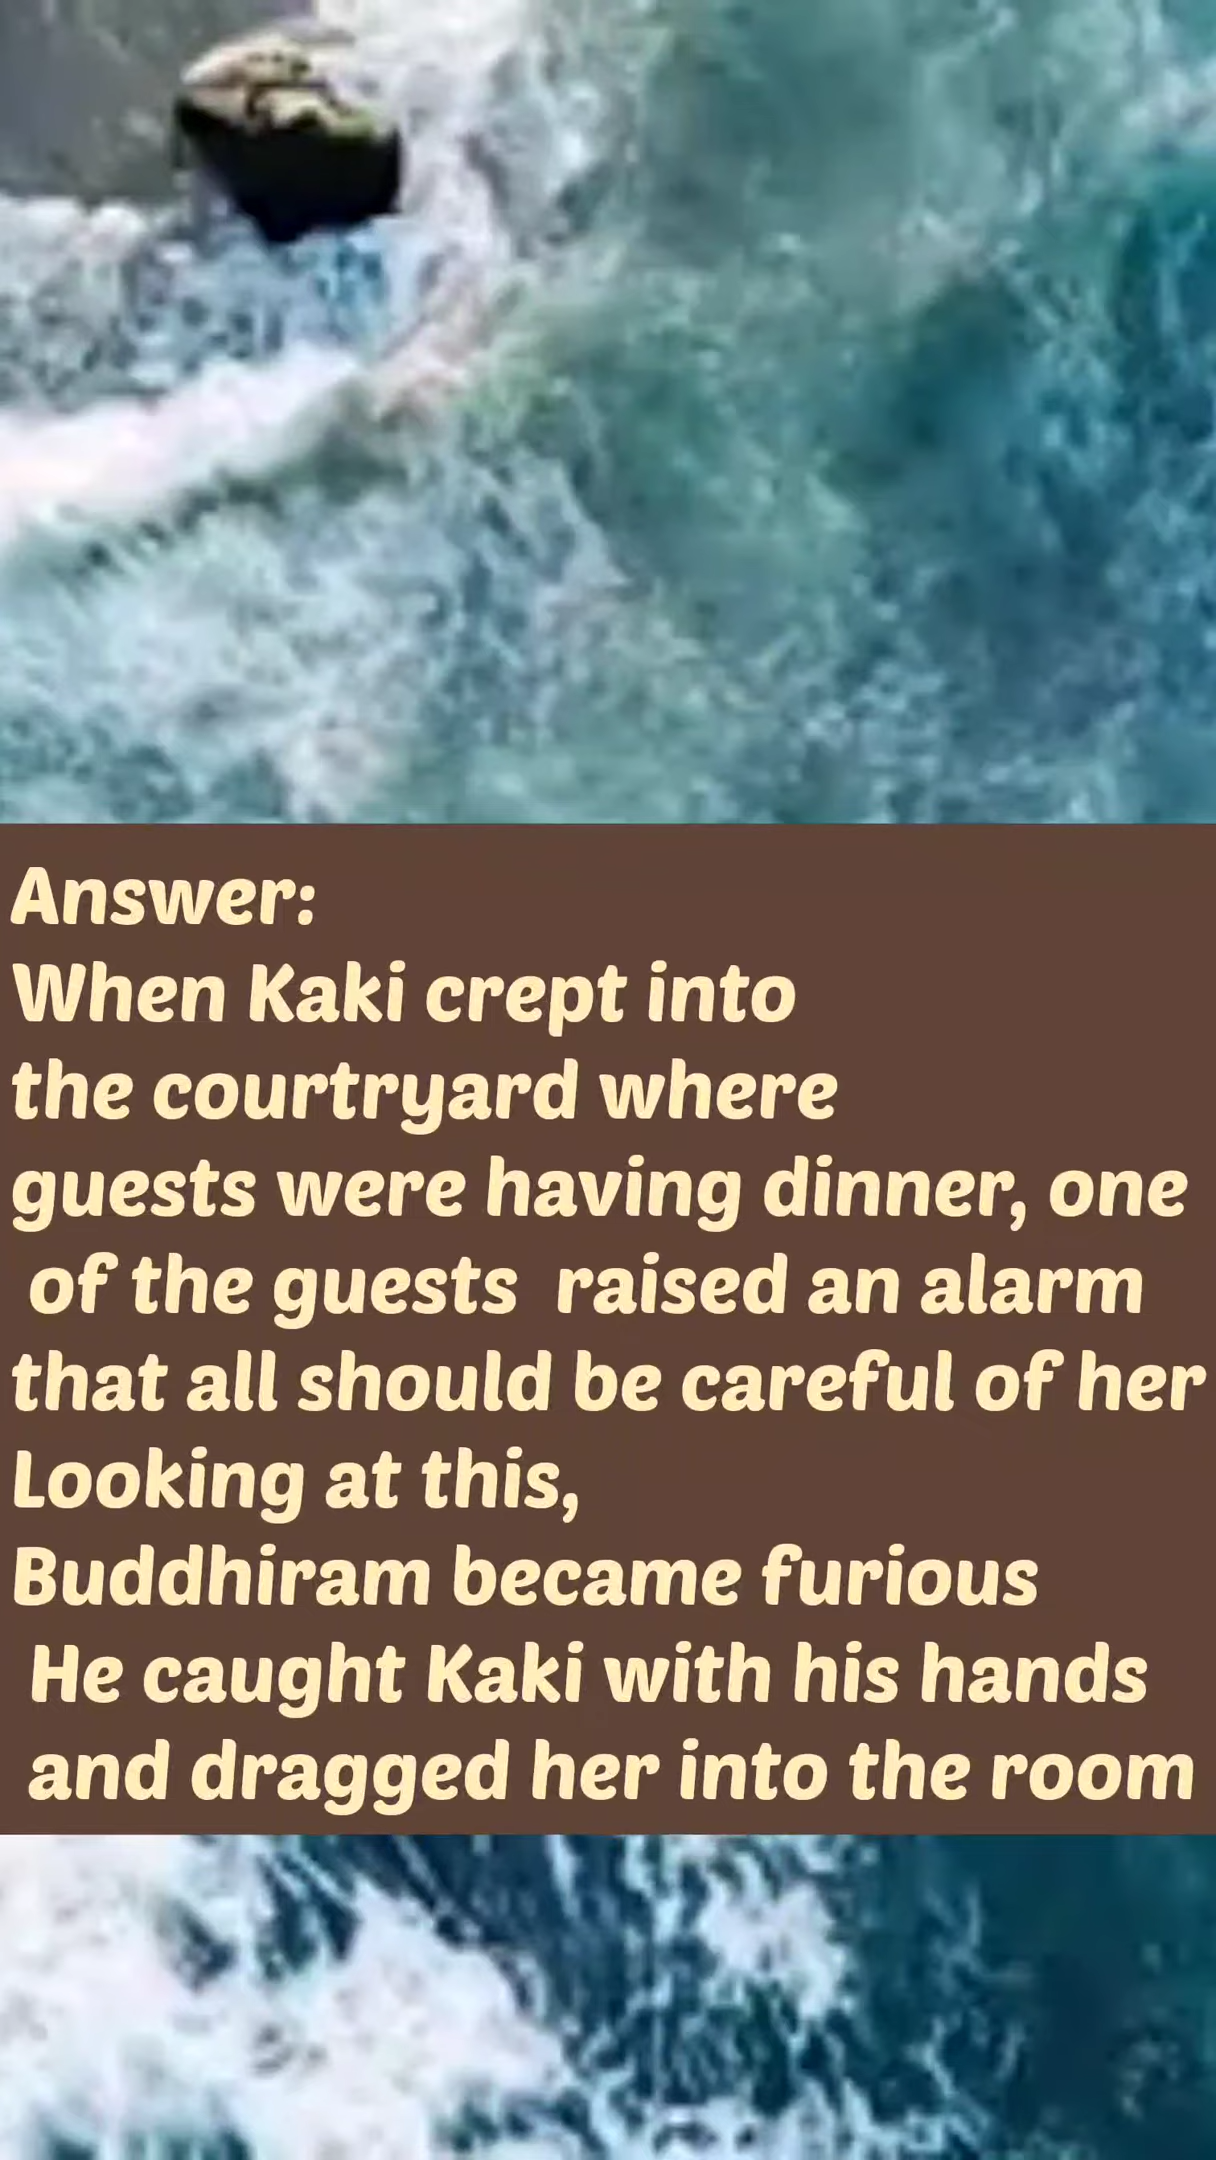 Answer:
When Kaki crept into
the courtryard where
guests were having dinner, one
of the guests raised an alarm
that all should be careful of her
Looking at this,
Buddhiram became furious
He caught Kaki with his hands
and dragged her into the room